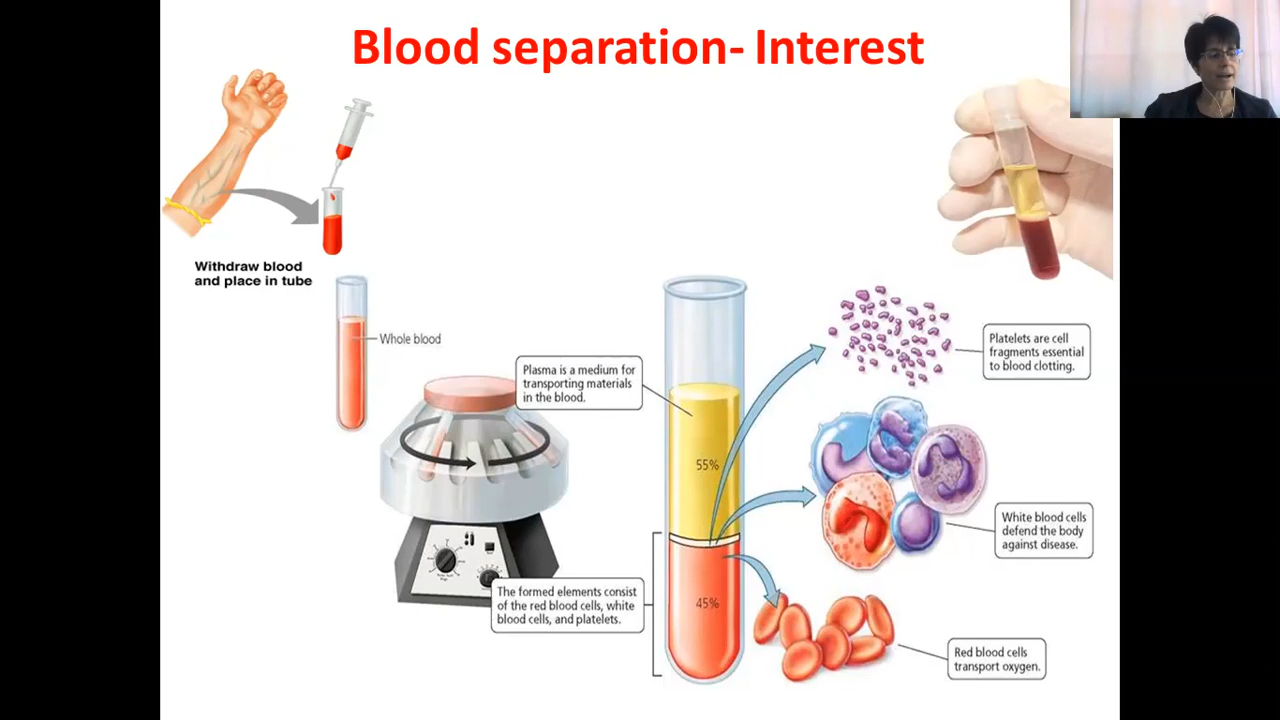 Blood separation- Interest
Withdraw blood
and place in tube
Whole blood
Plasma is a medium for
transporting materials
in the blood.
Platelets are cell
fragments essential
to blood clotting.
55%
White blood cells
defend the body
against disease.
The formed elements consist
of the red blood cells, white
blood cells, and platelets.
45%
Red blood cells
transport oxygen.